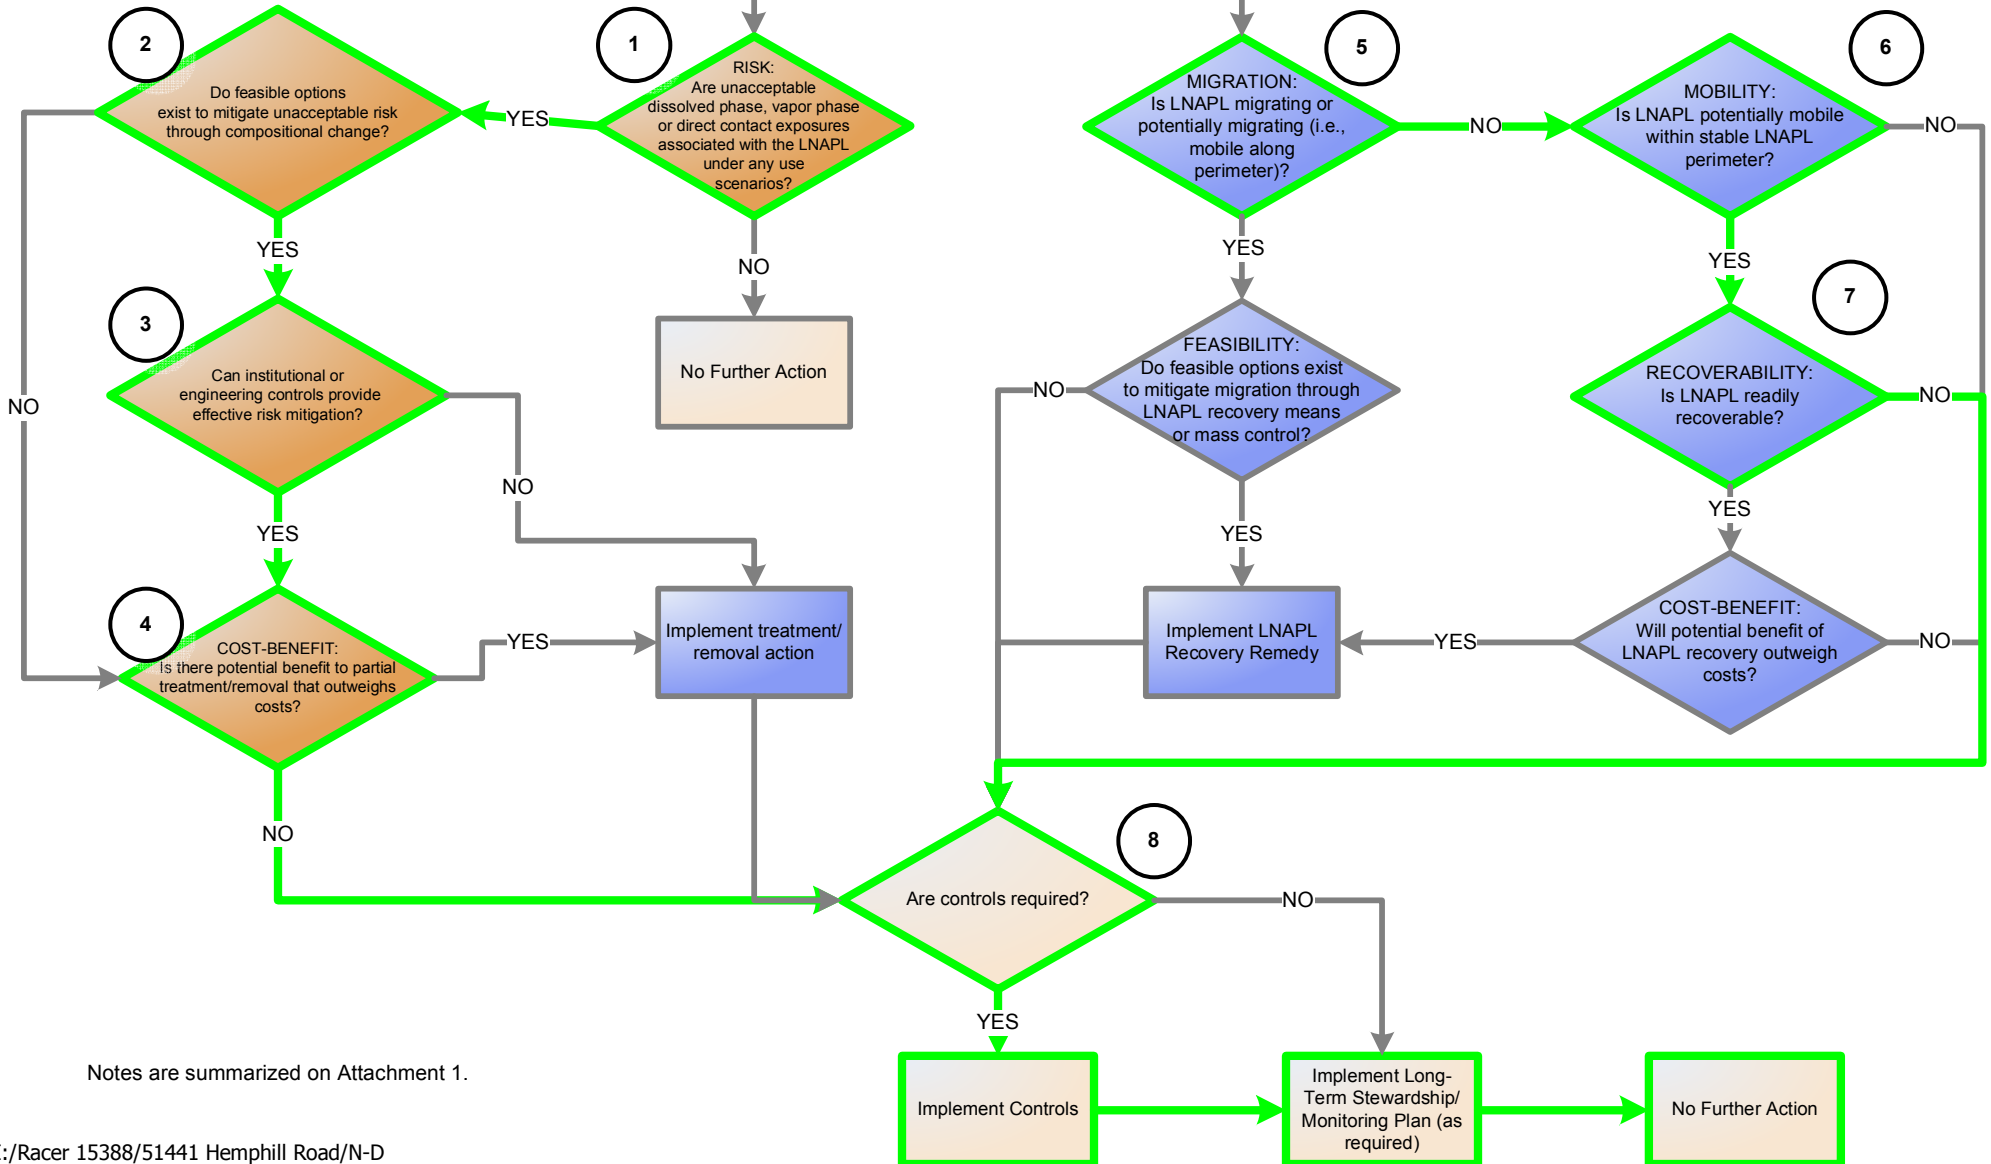 2
Do feasible options
exist to mitigate unacceptable risk
through compositional change?
1
RISK:
Are unacceptable
dissolved phase, vapor phase
or direct contact exposures
associated with the LNAPL
under any use
scenarios?
YES
5
MIGRATION:
Is LNAPL migrating or
potentially migrating (i.e.,
mobile along
perimeter)?
NO
6
MOBILITY:
Is LNAPL potentially mobile
within stable LNAPL
perimeter?
NO
YES
NO
YES
YES
3
Can institutional or
engineering controls provide
effective risk mitigation?
NO
No Further Action
FEASIBILITY:
Do feasible options exist
to mitigate migration through
LNAPL recovery means
or mass control?
NO
7
RECOVERABILITY:
Is LNAPL readily
recoverable?
NO
NO
YES
YES
YES
4
COST-BENEFIT:
Is there potential benefit to partial
treatment/removal that outweighs
costs?
YES
Implement treatment/
removal action
Implement LNAPL
Recovery Remedy
YES
COST-BENEFIT:
Will potential benefit of
LNAPL recovery outweigh
costs?
NO
NO
8
Are controls required?
NO
YES
Notes are summarized on Attachment 1.
Implement Controls
Implement Long-
Term Stewardship/
Monitoring Plan (as
required)
No Further Action
:/Racer 15388/51441 Hemphill Road/N-D